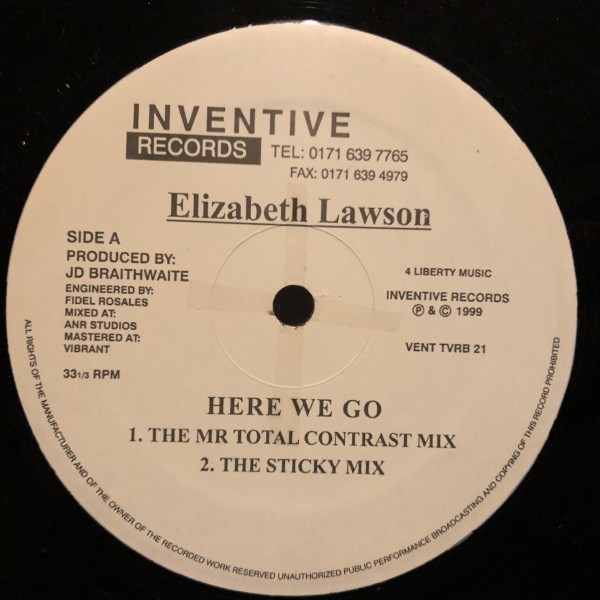 INVENTIVE
RECORDS
TEL: 0171 639 7765
FAX: 0171 639 4979
Elizabeth Lawson
SIDE A
PRODUCED BY:
JD BRAITHWAITE
ENGINEERED BY:
FIDEL ROSALES
MIXED AT:
ANR STUDIOS
MASTERED AT:
VIBRANT
33 1/3 RPM
4 LIBERTY MUSIC
INVENTIVE RECORDS
℗ & © 1999
VENT TVRB 21
HERE WE GO
1. THE MR TOTAL CONTRAST MIX
2. THE STICKY MIX
ALL RIGHTS OF THE MANUFACTURER AND OF THE OWNER OF THE RECORDED WORK RESERVED UNAUTHORIZED PUBLIC PERFORMANCE BROADCASTING AND COPYING OF THIS RECORD PROHIBITED